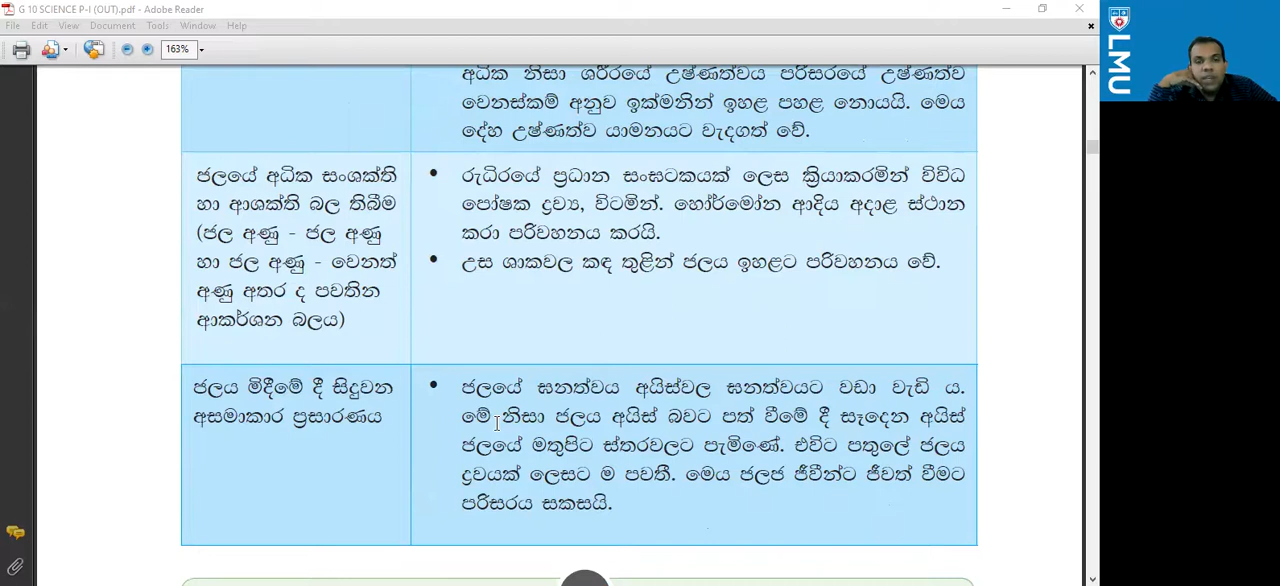 G 10 SCIENCE P-I (OUT).pdf - Adobe Reader
File Edit View Document Tools Window Help
163%
LMU
අධික නිසා ශරීරයේ උෂ්ණත්වය පරිසරයේ උෂ්ණත්ව
වෙනස්කම් අනුව ඉක්මනින් ඉහළ පහළ නොයයි. මෙය
දේහ උෂ්ණත්ව යාමනයට වැදගත් වේ.
ජලයේ අධික සංශක්ති
හා ආශක්ති බල තිබීම
(ජල අණු - ජල අණු
හා ජල අණු - වෙනත්
අණු අතර ද පවතින
ආකර්ශන බලය)
• රුධිරයේ ප්‍රධාන සංඝටකයක් ලෙස ක්‍රියාකරමින් විවිධ
පෝෂක ද්‍රව්‍ය, විටමින්. හෝර්මෝන ආදිය අදාළ ස්ථාන
කරා පරිවහනය කරයි.
• උස ශාකවල කඳ තුළින් ජලය ඉහළට පරිවහනය වේ.
ජලය මිදීමේ දී සිදුවන
අසමාකාර ප්‍රසාරණය
• ජලයේ ඝනත්වය අයිස්වල ඝනත්වයට වඩා වැඩි ය.
මේ නිසා ජලය අයිස් බවට පත් වීමේ දී සෑදෙන අයිස්
ජලයේ මතුපිට ස්තරවලට පැමිණේ. එවිට පතුලේ ජලය
ද්‍රවයක් ලෙසට ම පවතී. මෙය ජලජ ජීවීන්ට ජීවත් වීමට
පරිසරය සකසයි.